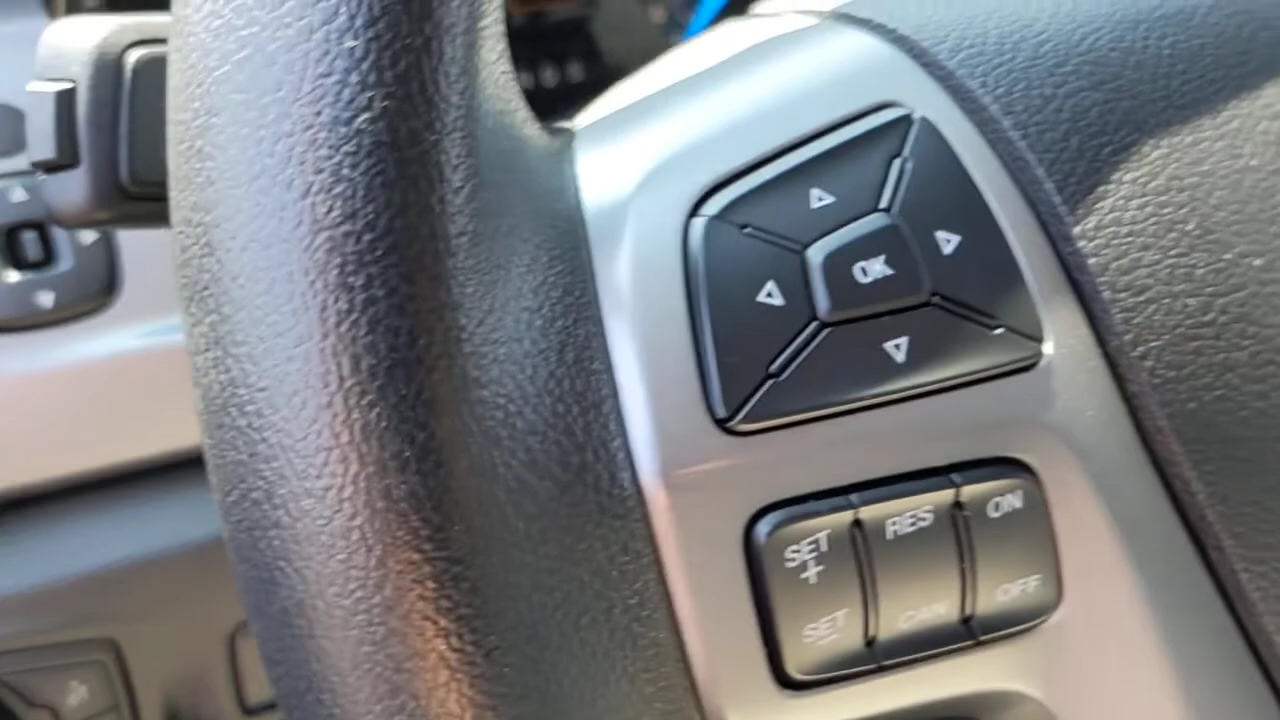 OK
SET RES ON
+
SET CAN OFF
-